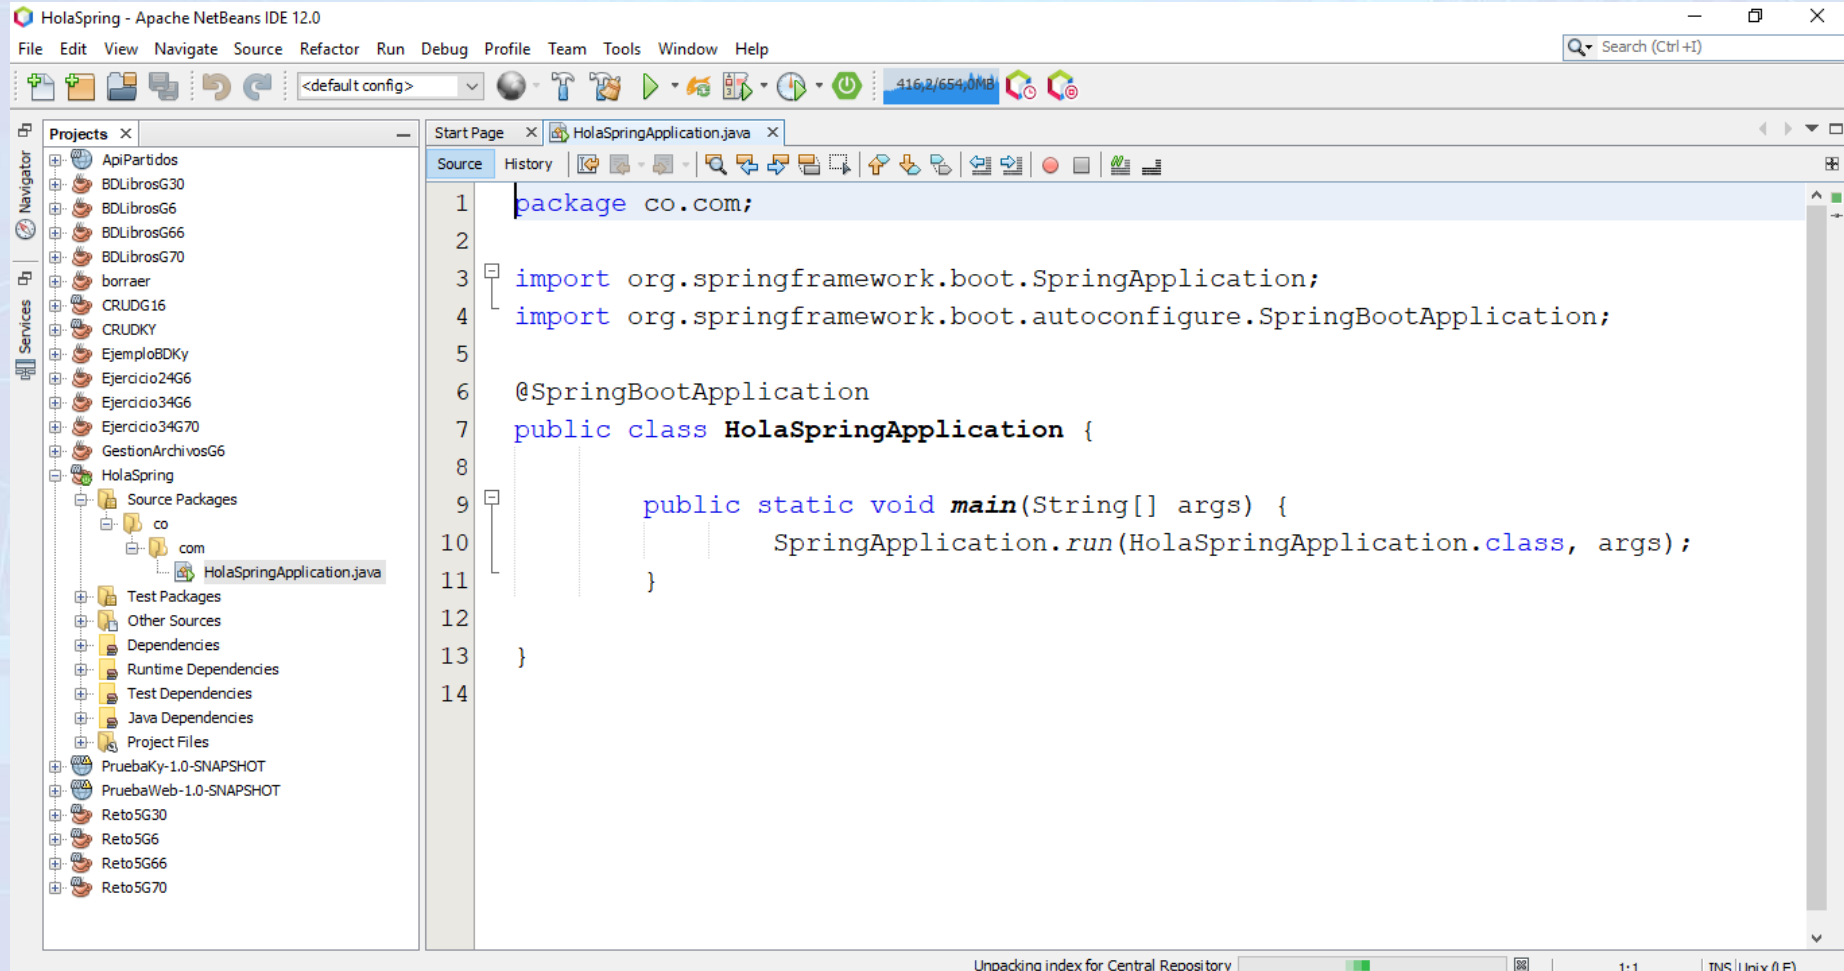 HolaSpring - Apache NetBeans IDE 12.0
File Edit View Navigate Source Refactor Run Debug Profile Team Tools Window Help
Search (Ctrl+I)
<default config>
416,2/654,0MB
Navigator
Services
Projects
ApiPartidos
BDLibrosG30
BDLibrosG6
BDLibrosG66
BDLibrosG70
borraer
CRUDG16
CRUDKY
EjemploBDKy
Ejercicio24G6
Ejercicio34G6
Ejercicio34G70
GestionArchivosG6
HolaSpring
Source Packages
co
com
HolaSpringApplication.java
Test Packages
Other Sources
Dependencies
Runtime Dependencies
Test Dependencies
Java Dependencies
Project Files
PruebaKy-1.0-SNAPSHOT
PruebaWeb-1.0-SNAPSHOT
Reto5G30
Reto5G6
Reto5G66
Reto5G70
Start Page HolaSpringApplication.java
Source History
1 package co.com;
2
3 import org.springframework.boot.SpringApplication;
4 import org.springframework.boot.autoconfigure.SpringBootApplication;
5
6 @SpringBootApplication
7 public class HolaSpringApplication {
8
9 public static void main(String[] args) {
10 SpringApplication.run(HolaSpringApplication.class, args);
11 }
12
13 }
14
Unpacking index for Central Repository 1:1 INS Unix (LF)